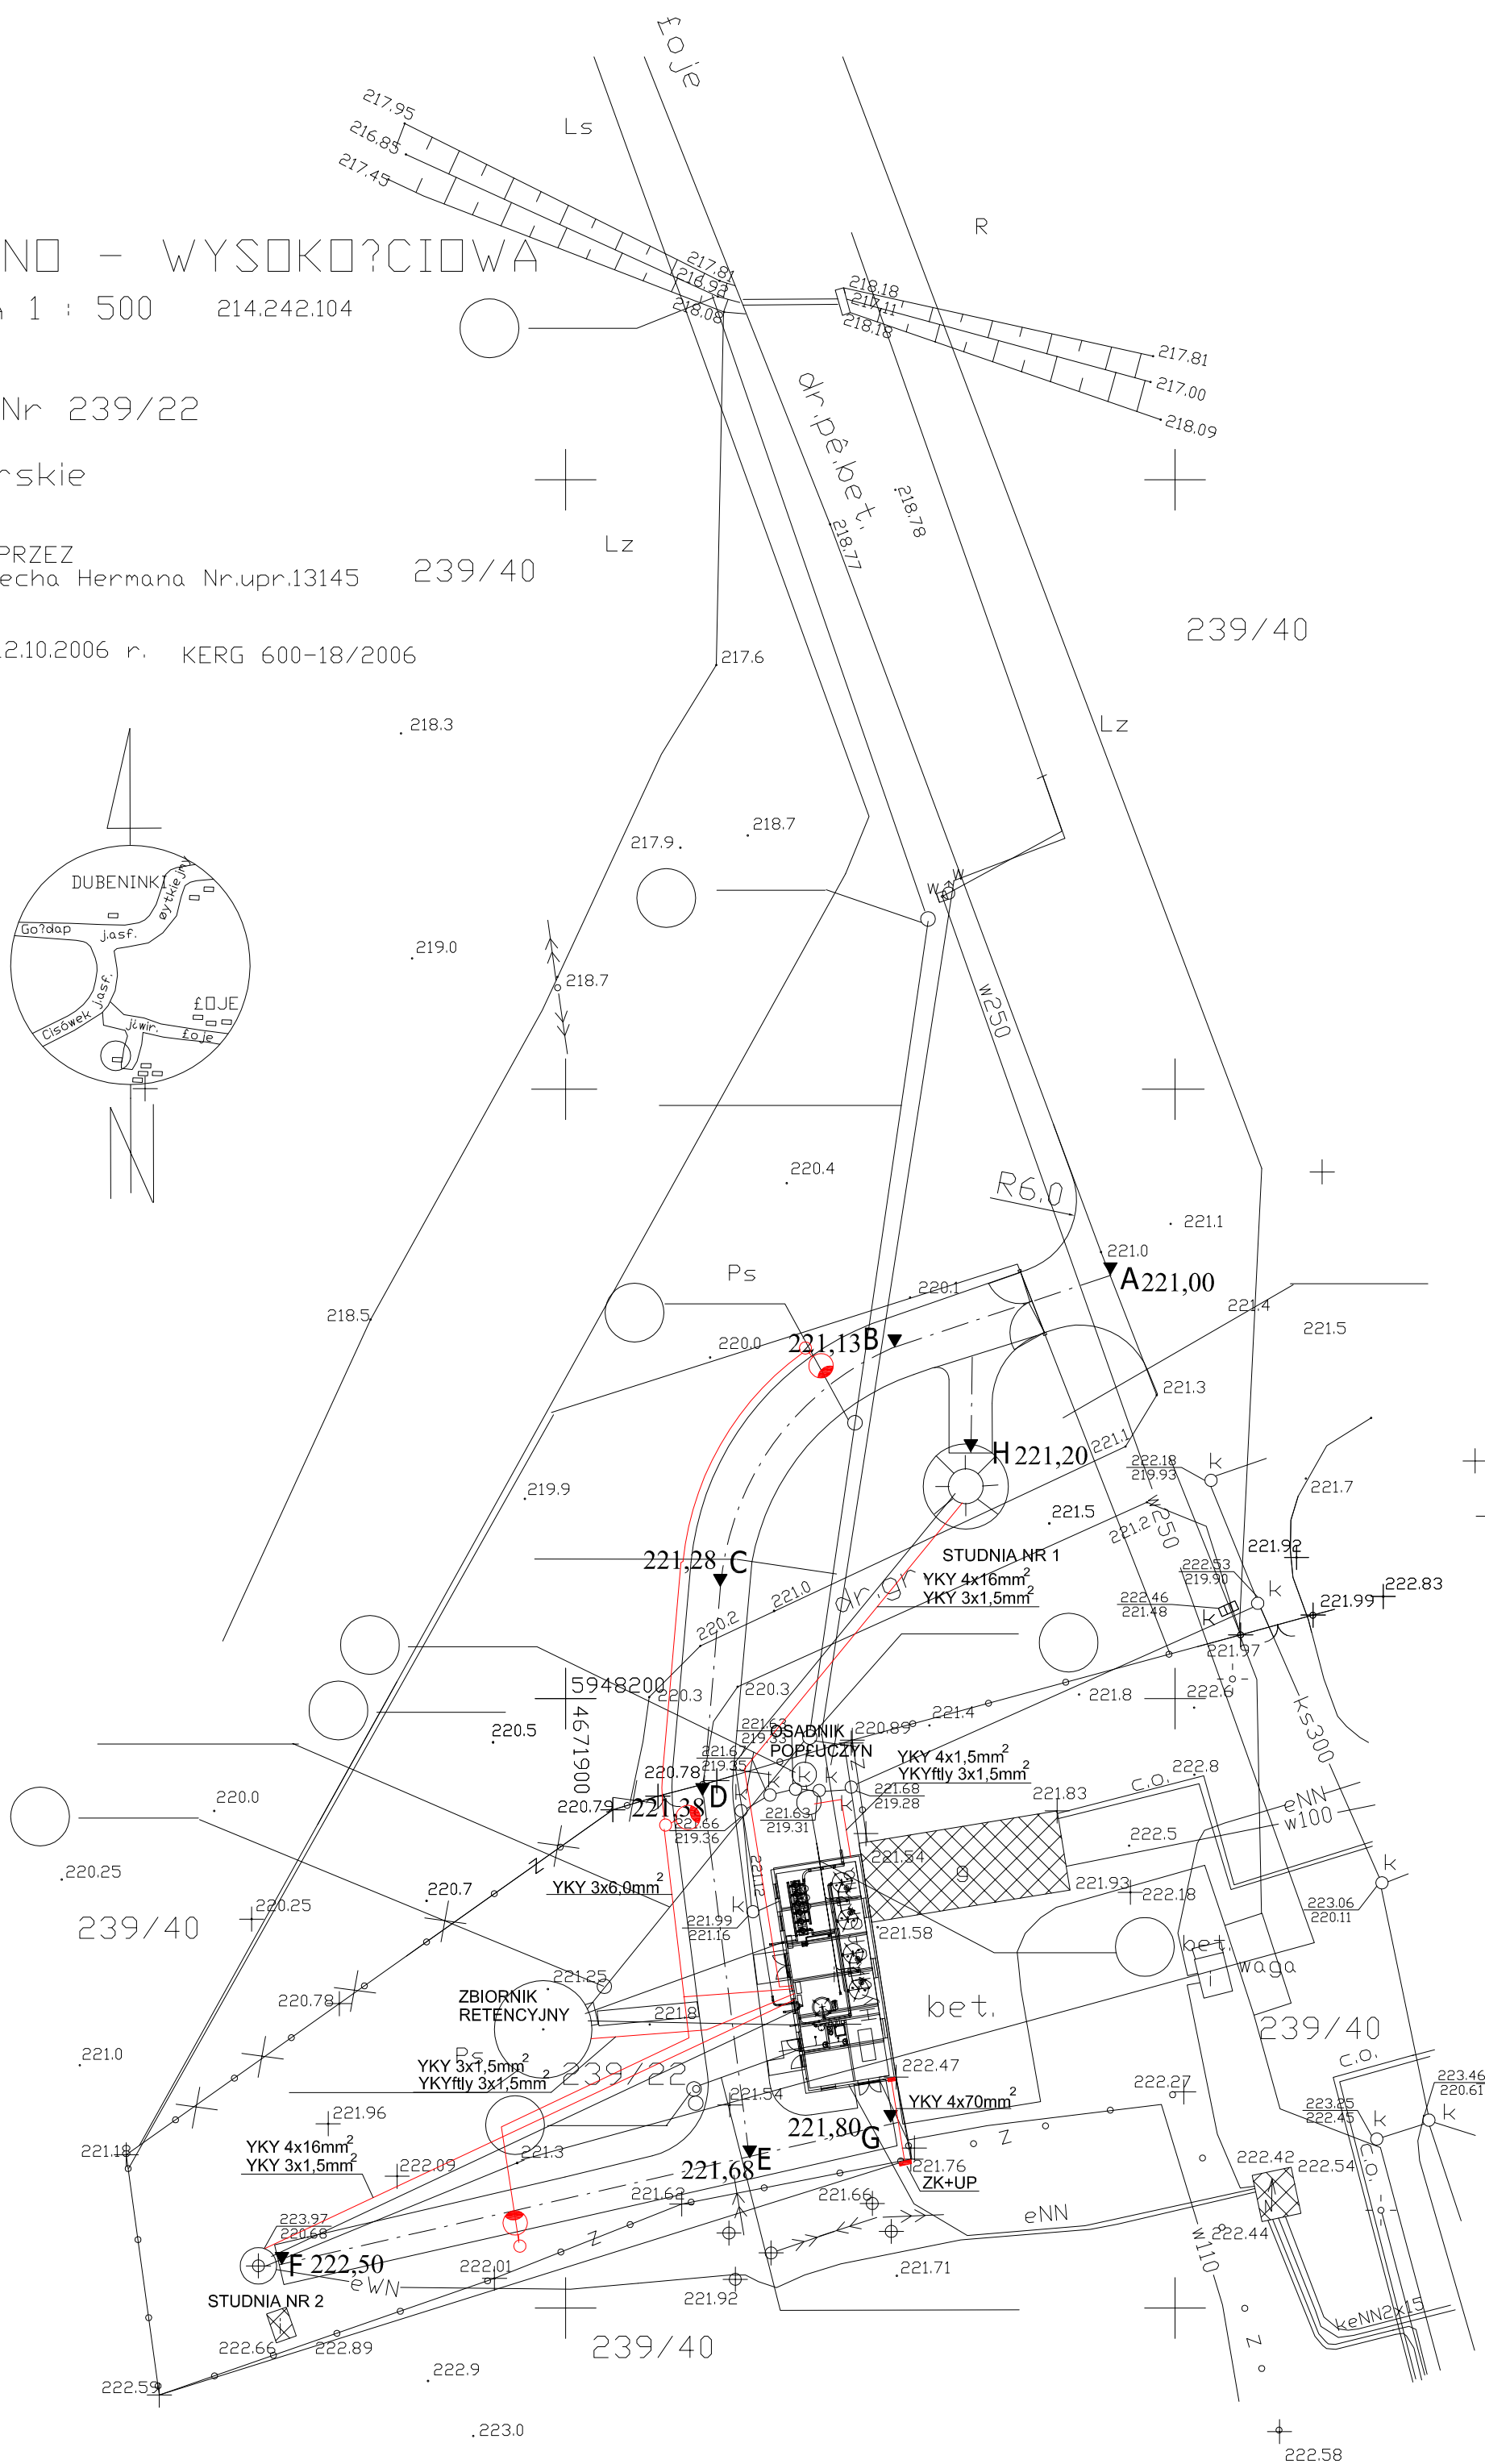 £oje
217.95
216.85
217.45
Ls
R
NO - WYSOKO?CIOWA
1 : 500
214.242.104
217.81
216.92
218.08
218.18
217.11
218.18
217.81
217.00
218.09
Nr 239/22
dr.pê.bet.
rskie
218.78
218.77
PRZEZ
echa Hermana Nr.upr.13145
239/40
Lz
239/40
2.10.2006 r.
KERG 600-18/2006
217.6
218.3
Lz
217.9
218.7
DUBENINKI
øytkiejmy
Go?dap
j.asf.
Cisówek j.asf.
£OJE
j.¿wir.
£oje
219.0
218.7
W
W
w250
220.4
R6.0
221.1
221.0
A 221,00
Ps
220.1
218.5
221.4
221.5
220.0
221,13 B
221.3
221.1
H 221,20
222.18
219.93
k
221.7
219.9
221.5
221.2
w250
221,28 C
STUDNIA NR 1
YKY 4x16mm2
YKY 3x1,5mm2
dr.gr
221.0
220.2
221.92
222.53
219.90
k
222.83
222.46
221.48
k
221.99
221.97
5948200
4671900
220.3
220.3
220.5
221.8
222.6
ks300
221.4
221.63
219.33
OSADNIK
POPŁUCZYN
220.89
221.67
219.35
YKY 4x1,5mm2
YKYftly 3x1,5mm2
220.78
D
221,38
220.79
k
k
k
k
k
Z
221.68
219.28
221.63
219.31
221.66
219.36
222.8
c.o.
221.83
eNN
w100
220.0
222.5
221.54
g
220.25
YKY 3x6,0mm2
221.12
220.7
220.25
239/40
Z
k
221.99
221.16
221.93
222.18
221.58
k
223.06
220.11
bet.
waga
221.25
220.78
ZBIORNIK
RETENCYJNY
221.8
bet.
239/40
c.o.
221.0
Ps
239/22
YKY 3x1,5mm2
YKYftly 3x1,5mm2
222.47
222.27
223.46
220.61
k
221.54
YKY 4x70mm2
221.96
221,80 G
223.25
222.45
k
Z
221.18
YKY 4x16mm2
YKY 3x1,5mm2
222.09
221.3
221,68 E
221.76
ZK+UP
222.42
222.54
c.o.
223.97
220.68
221.62
221.66
eNN
222.44
Z
w110
F 222,50
eWN
222.01
221.71
221.92
STUDNIA NR 2
keNN2x15
222.66
222.89
239/40
Z
222.59
222.9
223.0
222.58